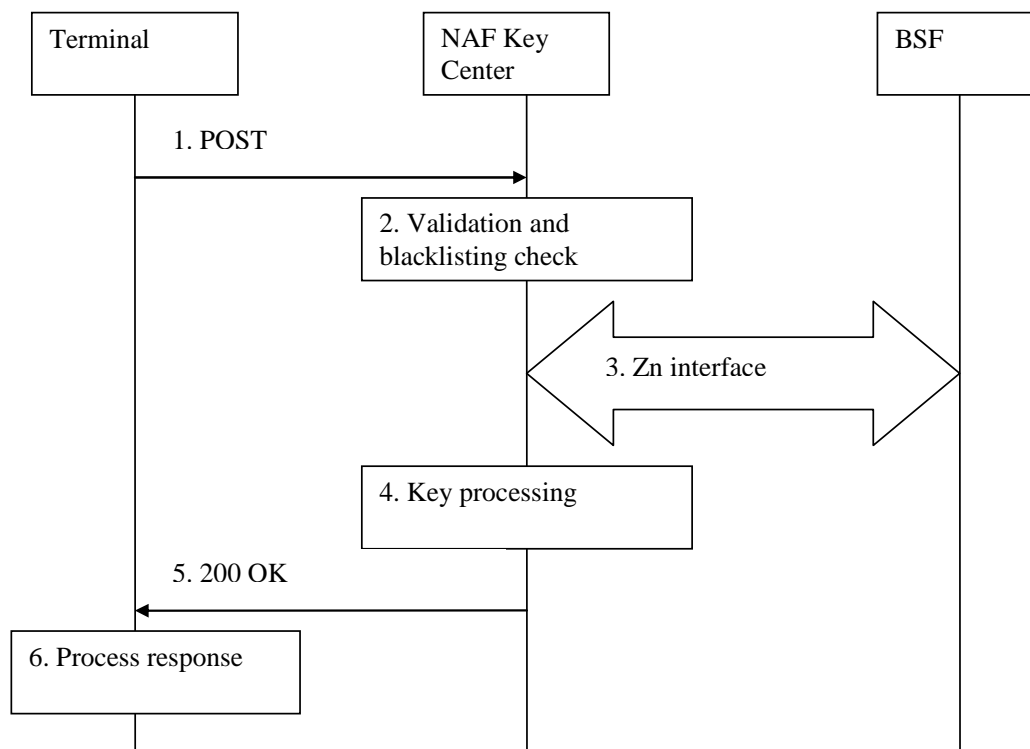 Terminal
NAF Key
Center
BSF
1. POST
2. Validation and
blacklisting check
3. Zn interface
4. Key processing
5. 200 OK
6. Process response